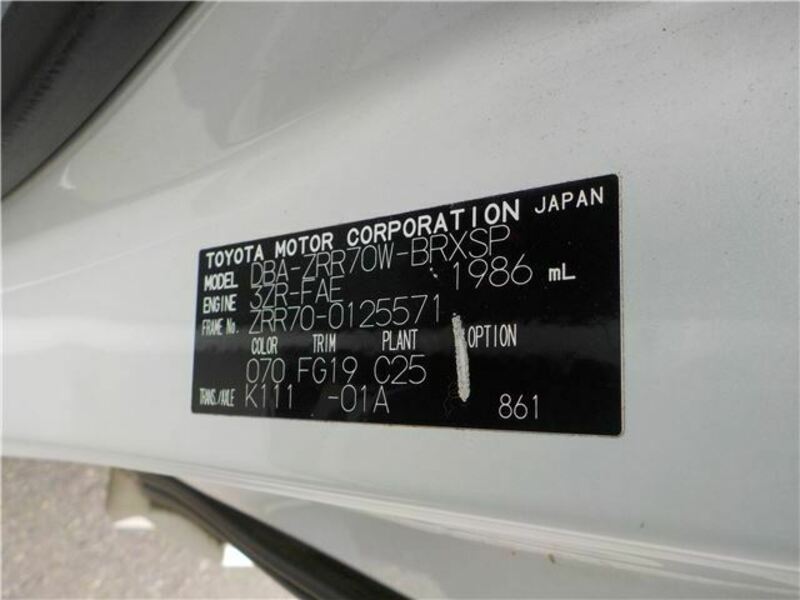 TOYOTA MOTOR CORPORATION JAPAN
MODEL DBA-ZRR70W-BRXSP
ENGINE 3ZR-FAE 1986 mL
FRAME No. ZRR70-0125571
COLOR TRIM PLANT OPTION
070 FG19 C25
TRANS./AXLE K111 -01A 861